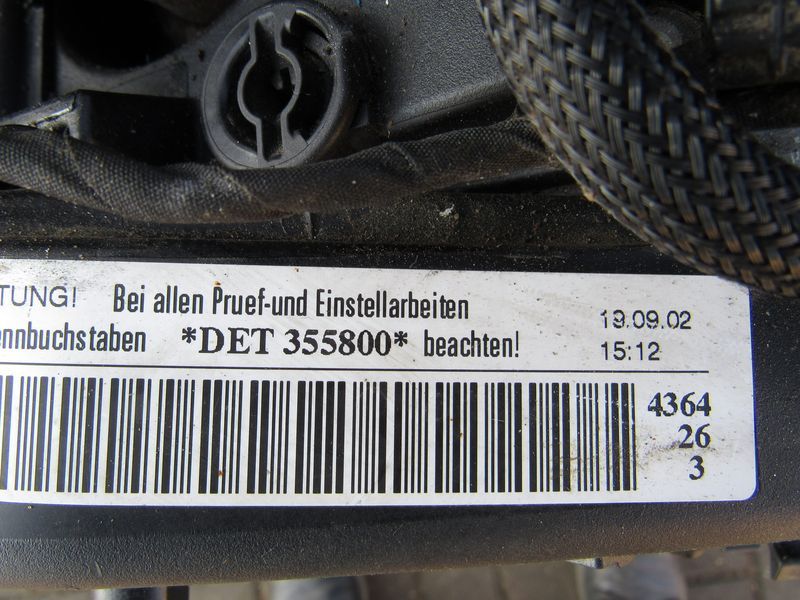 TUNG! Bei allen Pruef-und Einstellarbeiten
ennbuchstaben *DET 355800* beachten!
19.09.02
15:12
4364
26
3